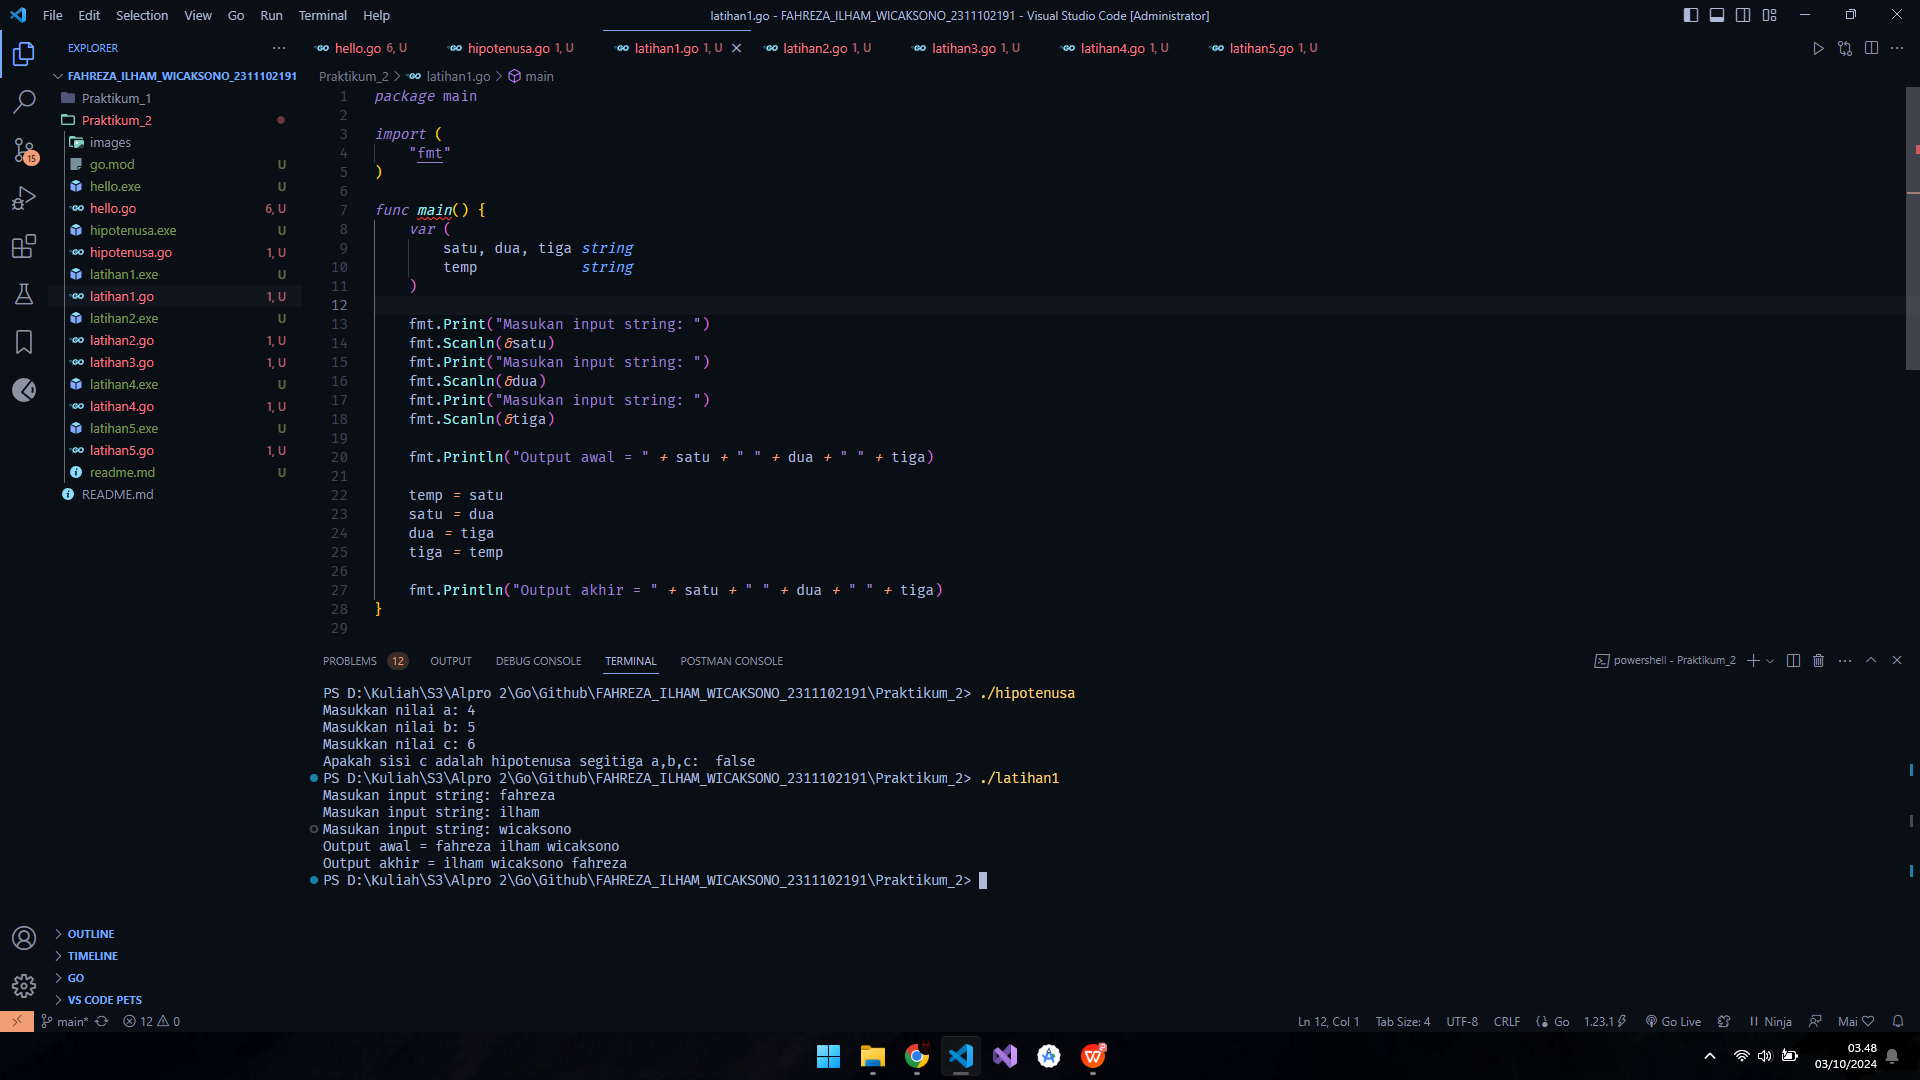 File Edit Selection View Go Run Terminal Help
latihan1.go - FAHREZA_ILHAM_WICAKSONO_2311102191 - Visual Studio Code [Administrator]
EXPLORER
hello.go 6, U
hipotenusa.go 1, U
latihan1.go 1, U
latihan2.go 1, U
latihan3.go 1, U
latihan4.go 1, U
latihan5.go 1, U
FAHREZA_ILHAM_WICAKSONO_2311102191
Praktikum_1
Praktikum_2
images
go.mod U
hello.exe U
hello.go 6, U
hipotenusa.exe U
hipotenusa.go 1, U
latihan1.exe U
latihan1.go 1, U
latihan2.exe U
latihan2.go 1, U
latihan3.go 1, U
latihan4.exe U
latihan4.go 1, U
latihan5.exe U
latihan5.go 1, U
readme.md U
README.md
15
OUTLINE
TIMELINE
GO
VS CODE PETS
Praktikum_2 > latihan1.go > main
1 package main
2
3 import (
4 "fmt"
5 )
6
7 func main() {
8 var (
9 satu, dua, tiga string
10 temp string
11 )
12
13 fmt.Print("Masukan input string: ")
14 fmt.Scanln(&satu)
15 fmt.Print("Masukan input string: ")
16 fmt.Scanln(&dua)
17 fmt.Print("Masukan input string: ")
18 fmt.Scanln(&tiga)
19
20 fmt.Println("Output awal = " + satu + " " + dua + " " + tiga)
21
22 temp = satu
23 satu = dua
24 dua = tiga
25 tiga = temp
26
27 fmt.Println("Output akhir = " + satu + " " + dua + " " + tiga)
28 }
29
PROBLEMS 12 OUTPUT DEBUG CONSOLE TERMINAL POSTMAN CONSOLE
powershell - Praktikum_2
PS D:\Kuliah\S3\Alpro 2\Go\Github\FAHREZA_ILHAM_WICAKSONO_2311102191\Praktikum_2> ./hipotenusa
Masukkan nilai a: 4
Masukkan nilai b: 5
Masukkan nilai c: 6
Apakah sisi c adalah hipotenusa segitiga a,b,c:  false
PS D:\Kuliah\S3\Alpro 2\Go\Github\FAHREZA_ILHAM_WICAKSONO_2311102191\Praktikum_2> ./latihan1
Masukan input string: fahreza
Masukan input string: ilham
Masukan input string: wicaksono
Output awal = fahreza ilham wicaksono
Output akhir = ilham wicaksono fahreza
PS D:\Kuliah\S3\Alpro 2\Go\Github\FAHREZA_ILHAM_WICAKSONO_2311102191\Praktikum_2>
main* 12 0
Ln 12, Col 1 Tab Size: 4 UTF-8 CRLF Go 1.23.1 Go Live Ninja Mai
03.48
03/10/2024